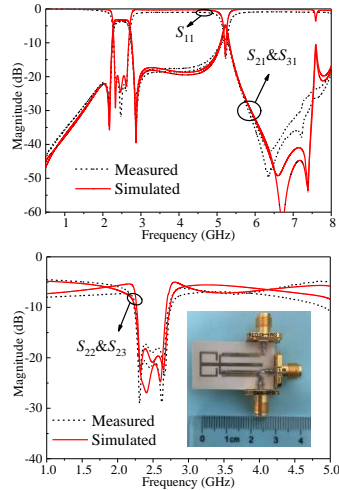 0
-10
-20
-30
-40
-50
-60
Magnitude (dB)
S11
S21&S31
Measured
Simulated
1 2 3 4 5 6 7 8
Frequency (GHz)
0
-10
-20
-30
-40
Magnitude (dB)
S22&S23
Measured
Simulated
0 1cm 2 3 4
1.0 1.5 2.0 2.5 3.0 3.5 4.0 4.5 5.0
Frequency (GHz)